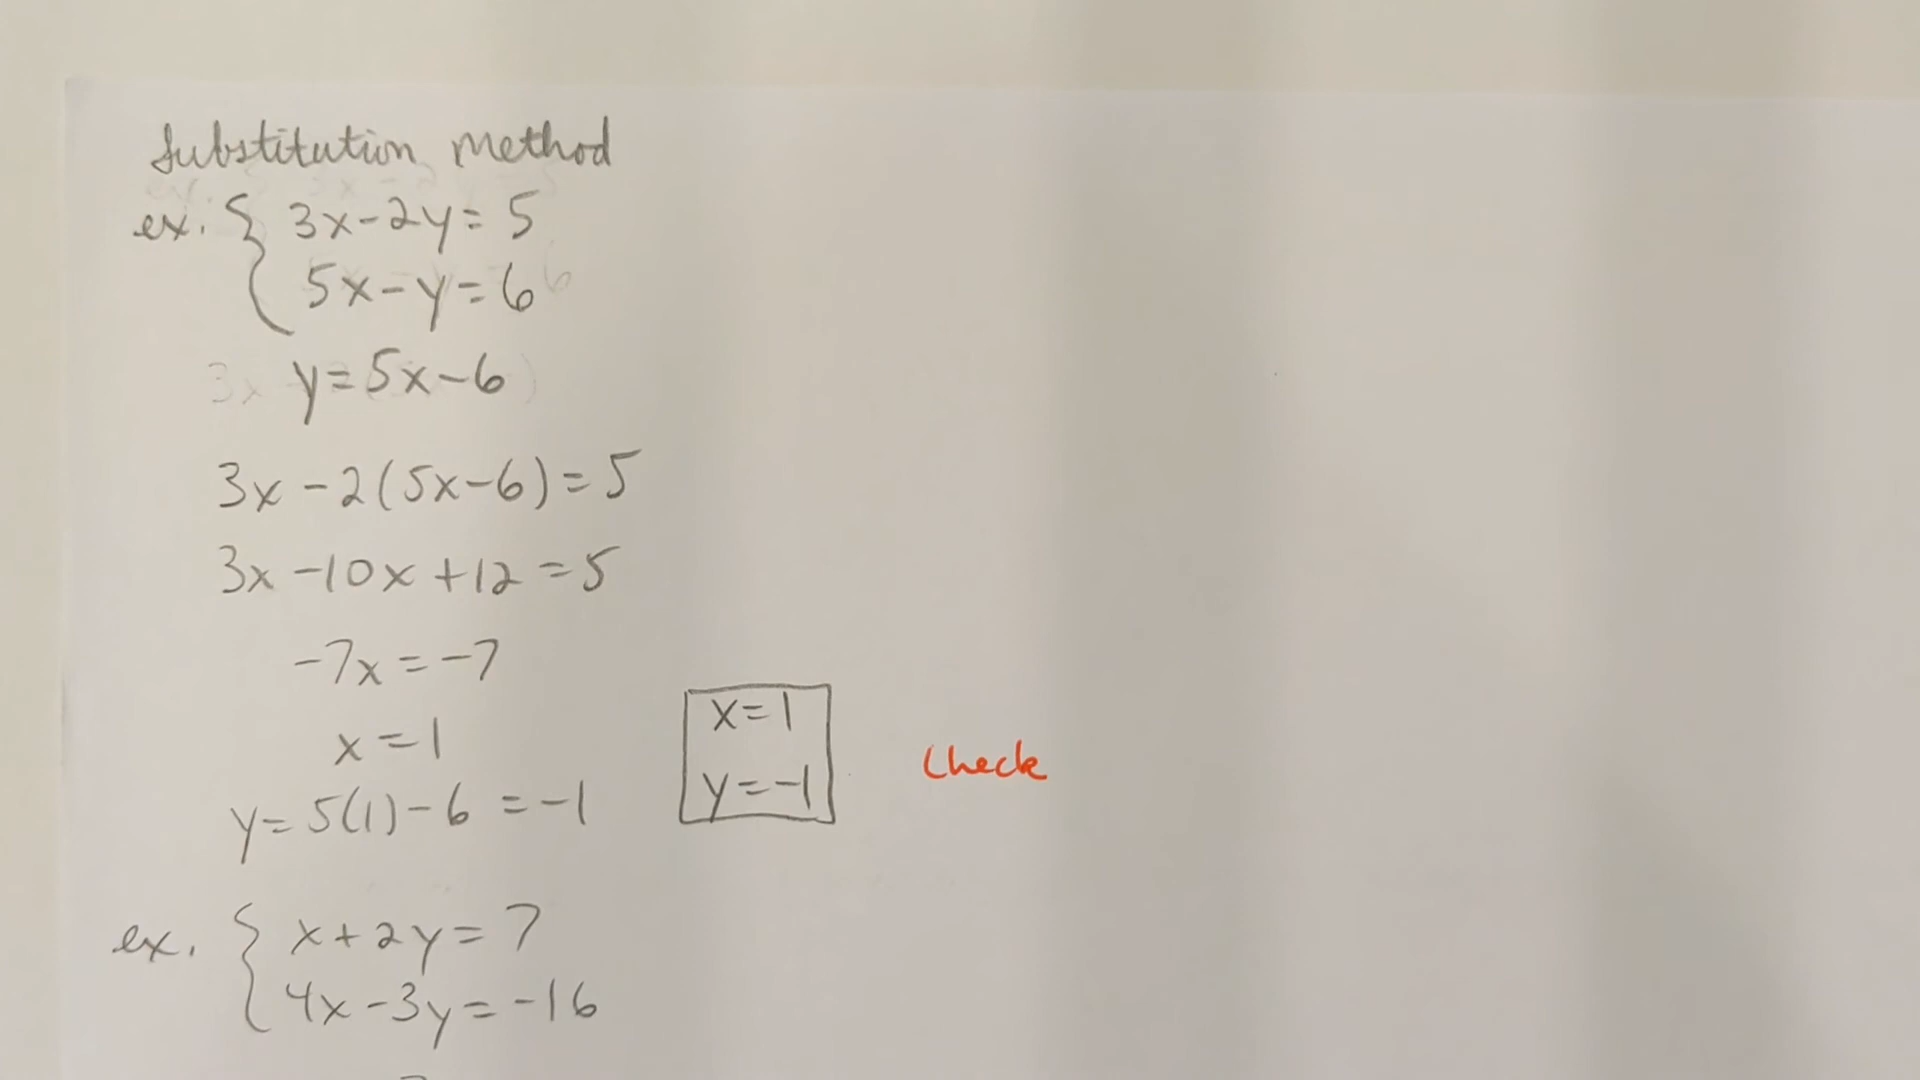 Substitution Method
ex. { 3x-2y=5
5x-y=6
y=5x-6
3x-2(5x-6)=5
3x-10x+12=5
-7x=-7
x=1
y=5(1)-6=-1
x=1
y=-1
Check
ex. { x+2y=7
4x-3y=-16